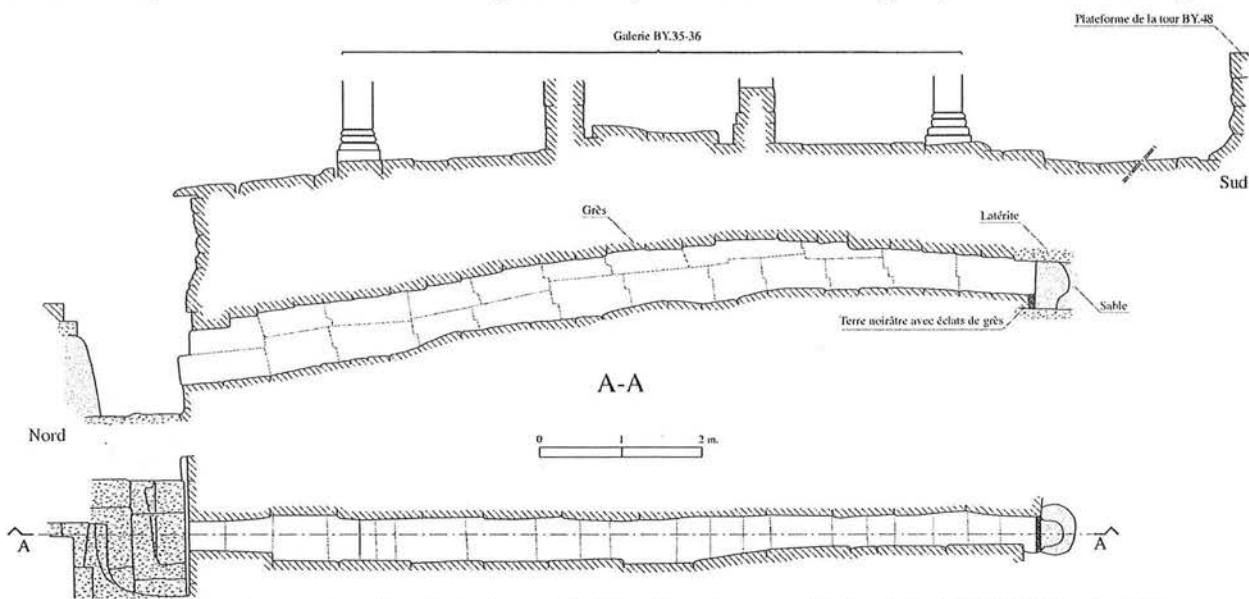 Plateforme de la tour BY.48
Galerie BY.35-36
Sud
Grès
Latérite
Sable
Terre noirâtre avec éclats de grès
A-A
Nord
0 1 2 m.
A A